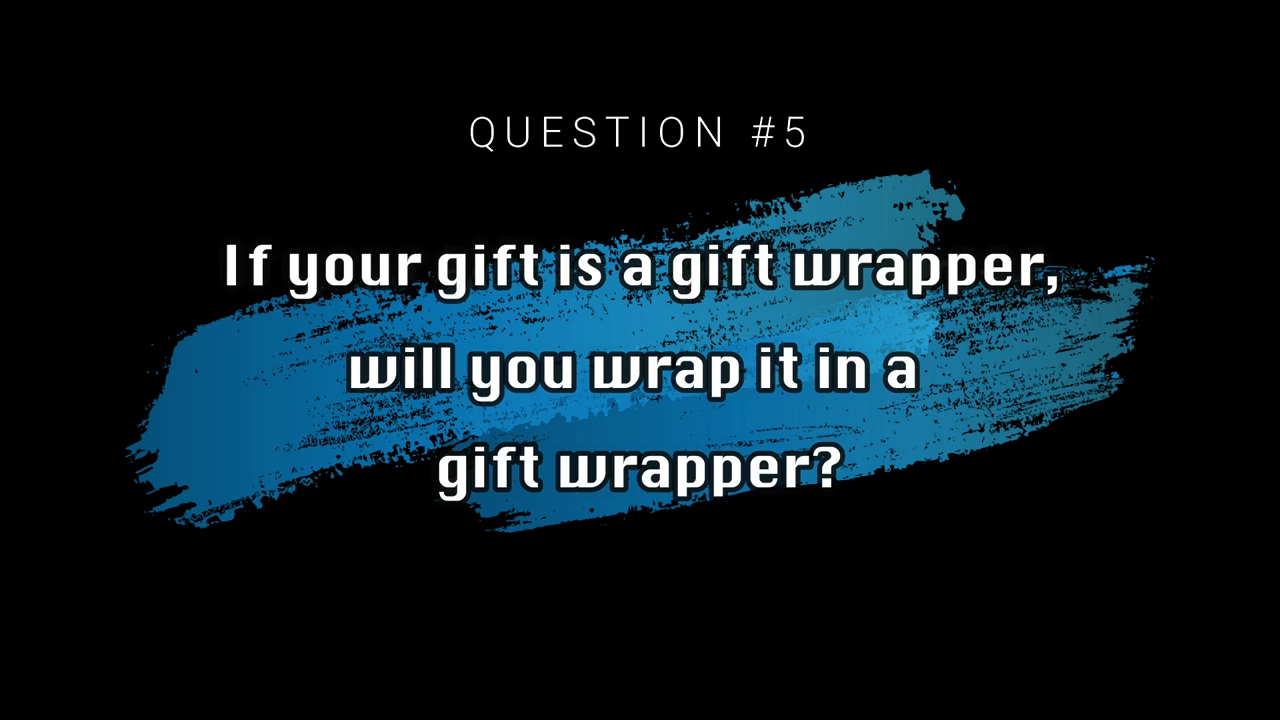 QUESTION #5
If your gift is a gift wrapper,
will you wrap it in a
gift wrapper?